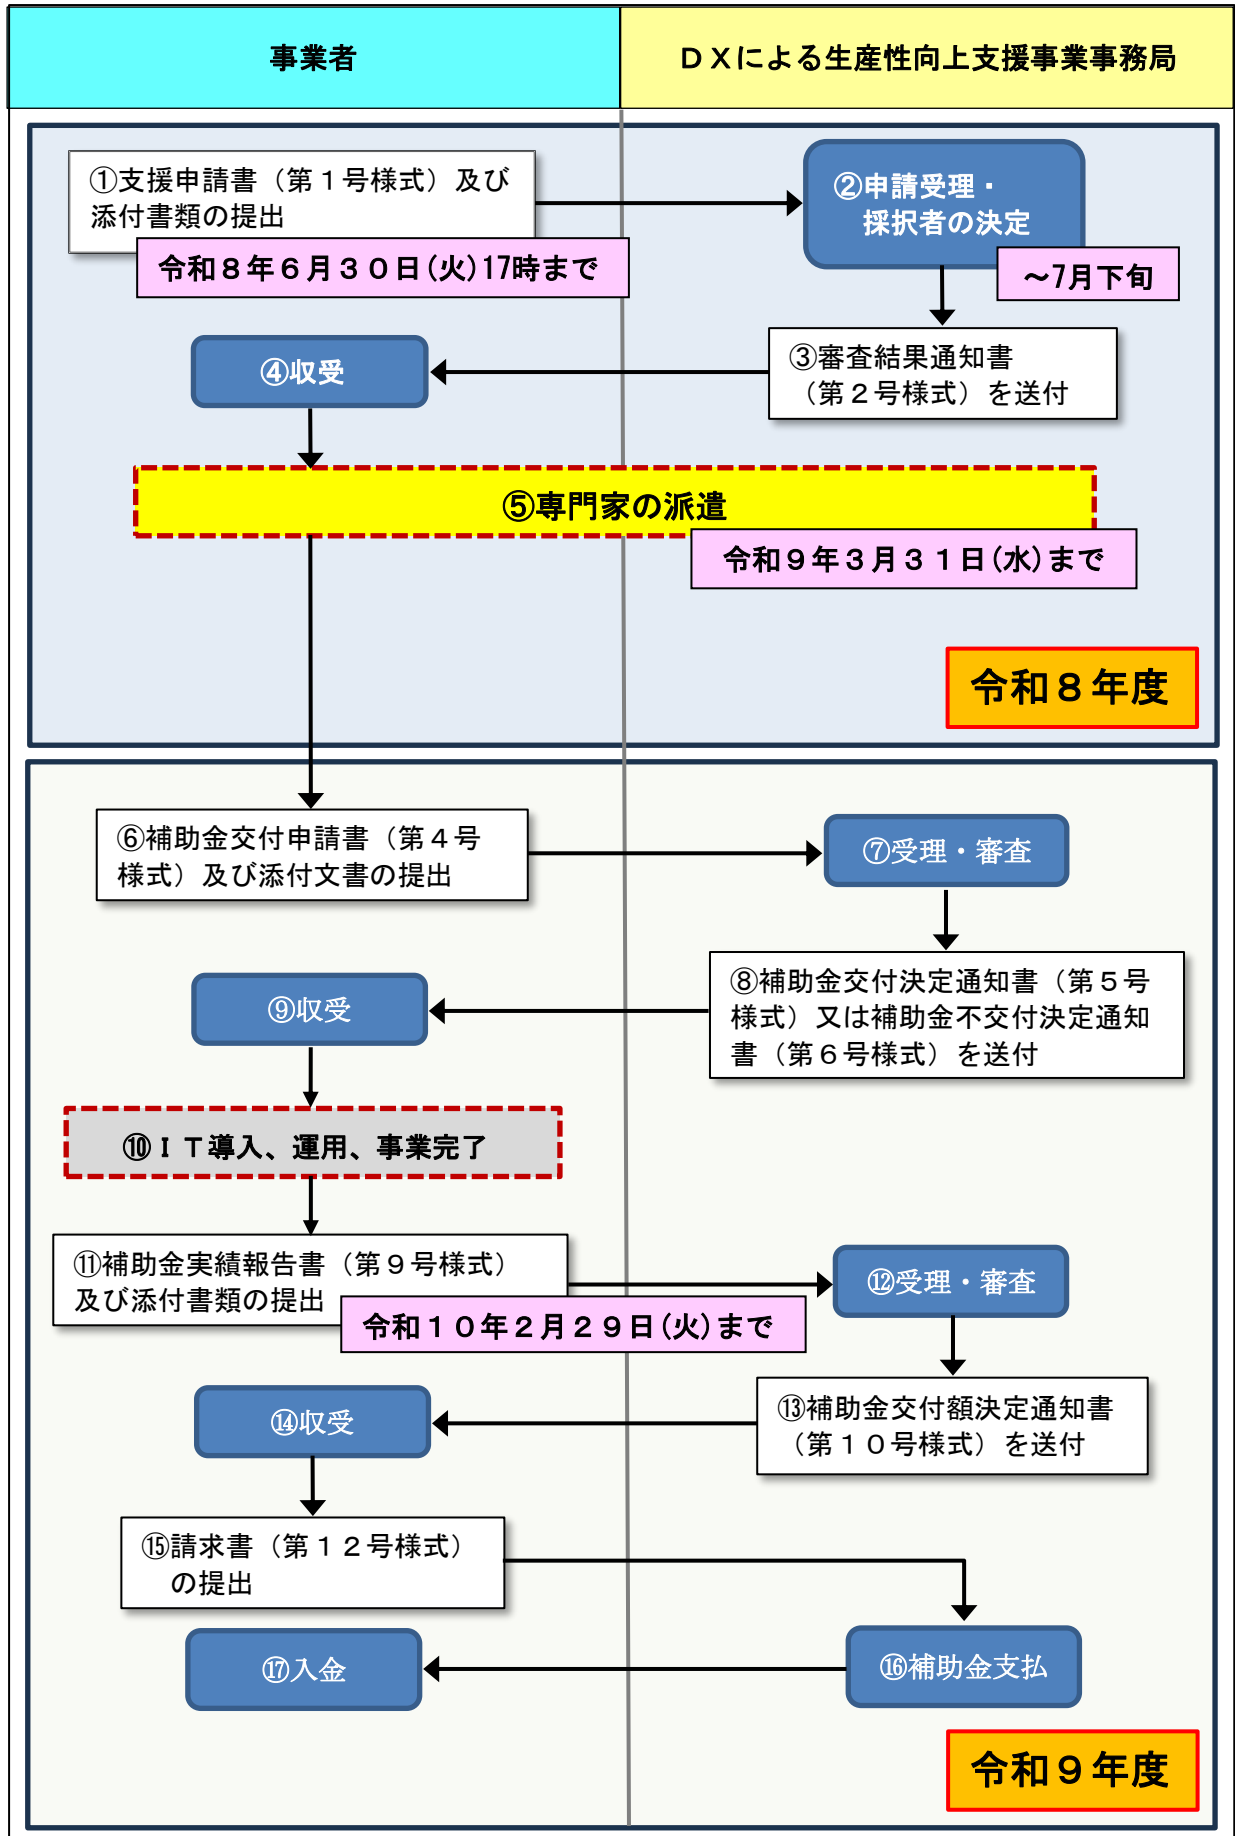 事業者
ＤＸによる生産性向上支援事業事務局
①支援申請書（第１号様式）及び
添付書類の提出
令和８年６月３０日(火)17時まで
②申請受理・
採択者の決定
～7月下旬
③審査結果通知書
（第２号様式）を送付
④収受
⑤専門家の派遣
令和９年３月３１日(水)まで
令和８年度
⑥補助金交付申請書（第４号
様式）及び添付文書の提出
⑦受理・審査
⑧補助金交付決定通知書（第５号
様式）又は補助金不交付決定通知
書（第６号様式）を送付
⑨収受
⑩ＩＴ導入、運用、事業完了
⑪補助金実績報告書（第９号様式）
及び添付書類の提出
令和１０年２月２９日(火)まで
⑫受理・審査
⑬補助金交付額決定通知書
（第１０号様式）を送付
⑭収受
⑮請求書（第１２号様式）
の提出
⑯補助金支払
⑰入金
令和９年度